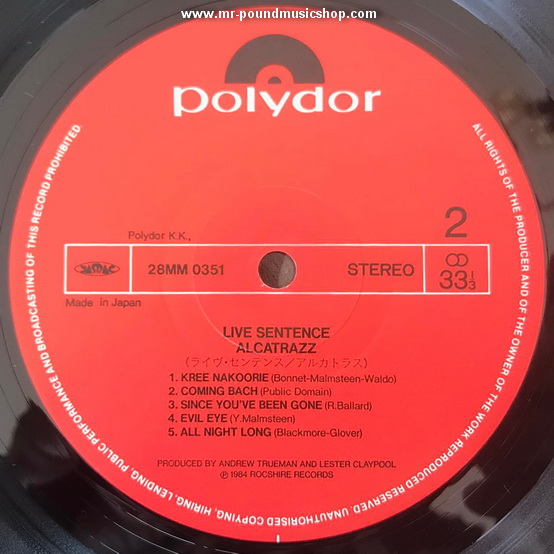 www.mr-poundmusicshop.com
polydor
ALL RIGHTS OF THE PRODUCER AND OF THE OWNER OF THE WORK REPRODUCED RESERVED. UNAUTHORISED COPYING, HIRING, LENDING, PUBLIC PERFORMANCE AND BROADCASTING OF THIS RECORD PROHIBITED.
2
Polydor K.K.,
JASRAC
28MM 0351
STEREO
33 1/3
Made in Japan
LIVE SENTENCE
ALCATRAZZ
(ライヴ・センテンス/アルカトラス)
1. KREE NAKOORIE (Bonnet-Malmsteen-Waldo)
2. COMING BACH (Public Domain)
3. SINCE YOU'VE BEEN GONE (R.Ballard)
4. EVIL EYE (Y.Malmsteen)
5. ALL NIGHT LONG (Blackmore-Glover)
PRODUCED BY ANDREW TRUEMAN AND LESTER CLAYPOOL
Ⓟ 1984 ROCSHIRE RECORDS